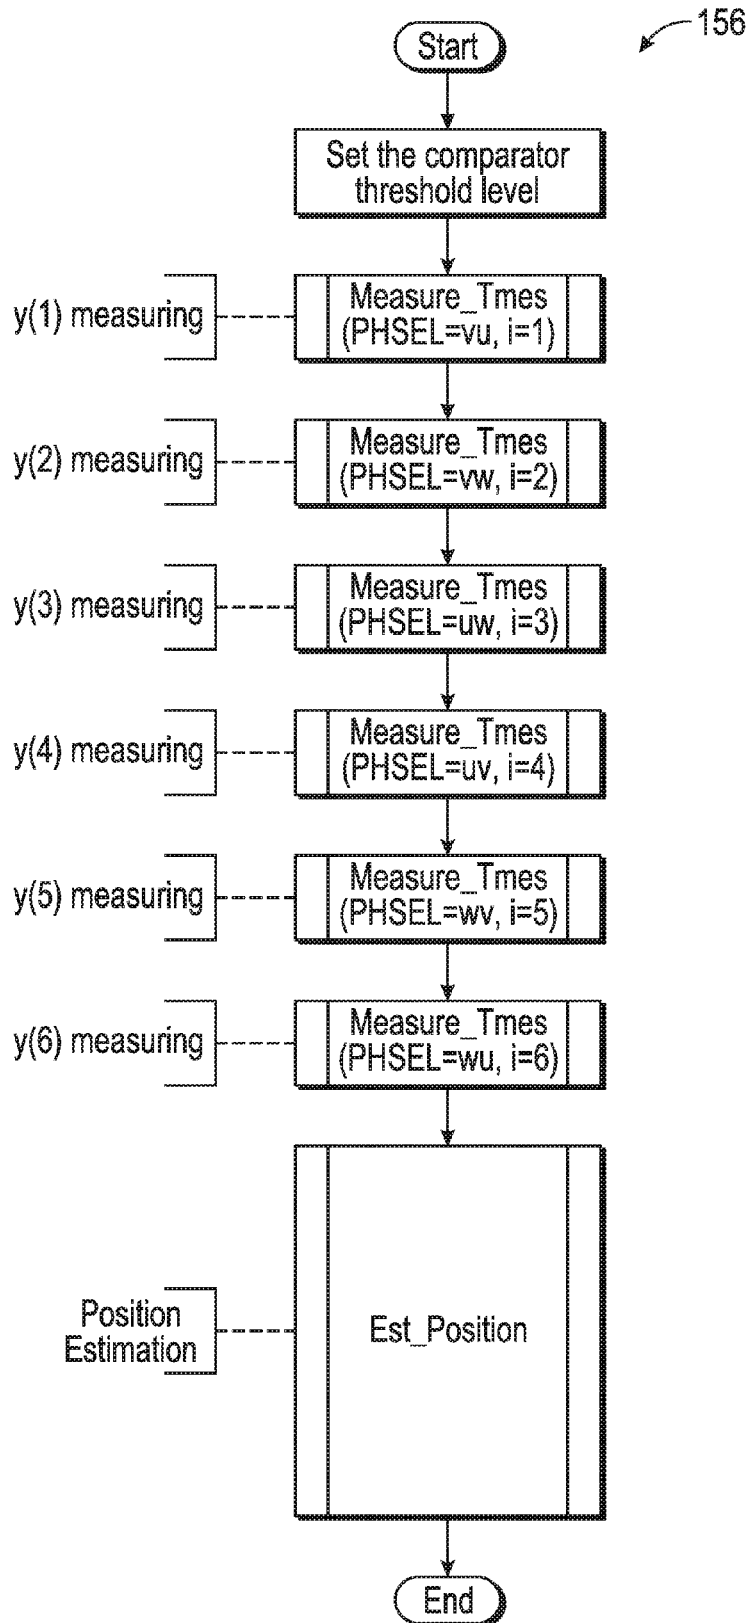 156
Start
Set the comparator
threshold level
y(1) measuring
Measure_Tmes
(PHSEL=vu, i=1)
y(2) measuring
Measure_Tmes
(PHSEL=vw, i=2)
y(3) measuring
Measure_Tmes
(PHSEL=uw, i=3)
y(4) measuring
Measure_Tmes
(PHSEL=uv, i=4)
y(5) measuring
Measure_Tmes
(PHSEL=wv, i=5)
y(6) measuring
Measure_Tmes
(PHSEL=wu, i=6)
Position
Estimation
Est_Position
End